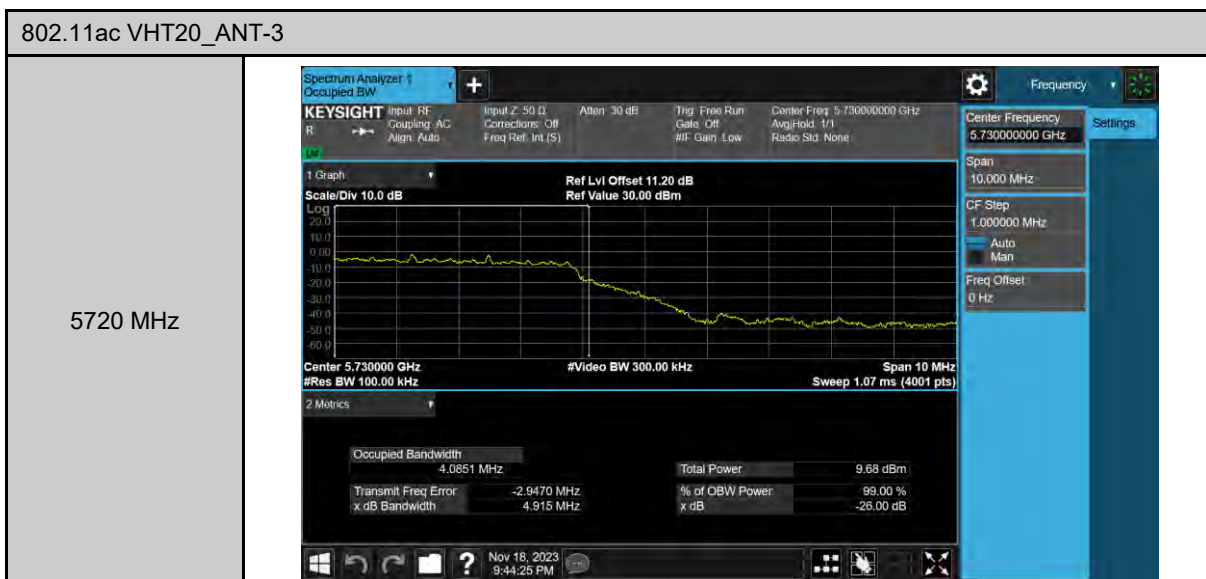 802.11ac VHT20_ANT-3
5720 MHz
Spectrum Analyzer 1
Occupied BW
KEYSIGHT
R
Input: RF
Coupling: AC
Align: Auto
Input Z: 50 Ω
Corrections: Off
Freq Ref: Int (S)
Atten: 30 dB
Trig: Free Run
Gate: Off
#IF Gain: Low
Center Freq: 5.730000000 GHz
Avg|Hold: 1/1
Radio Std: None
1 Graph
Scale/Div 10.0 dB
Ref Lvl Offset 11.20 dB
Ref Value 30.00 dBm
Log
20.0
10.0
0.00
-10.0
-20.0
-30.0
-40.0
-50.0
-60.0
Center 5.730000 GHz
#Video BW 300.00 kHz
Span 10 MHz
#Res BW 100.00 kHz
Sweep 1.07 ms (4001 pts)
2 Metrics
Occupied Bandwidth
4.0851 MHz
Total Power 9.68 dBm
Transmit Freq Error -2.9470 MHz
% of OBW Power 99.00 %
x dB Bandwidth 4.915 MHz
x dB -26.00 dB
Nov 18, 2023
9:44:25 PM
Frequency
Settings
Center Frequency
5.730000000 GHz
Span
10.000 MHz
CF Step
1.000000 MHz
Auto
Man
Freq Offset
0 Hz